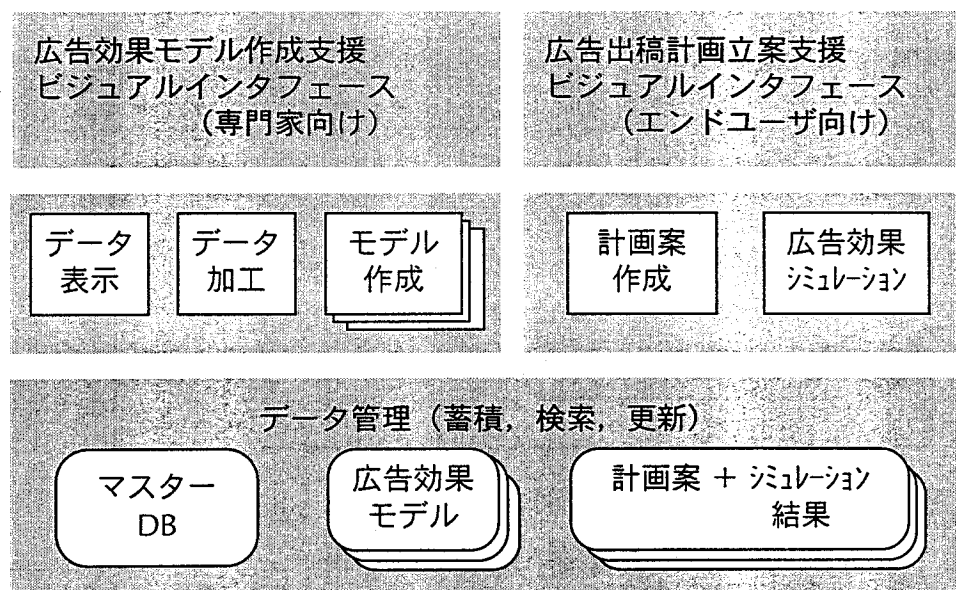 広告効果モデル作成支援
ビジュアルインタフェース
(専門家向け)
広告出稿計画立案支援
ビジュアルインタフェース
(エンドユーザ向け)
データ
表示
データ
加工
モデル
作成
計画案
作成
広告効果
ｼﾐｭﾚｰｼｮﾝ
データ管理（蓄積，検索，更新）
マスター
DB
広告効果
モデル
計画案 + ｼﾐｭﾚｰｼｮﾝ
結果